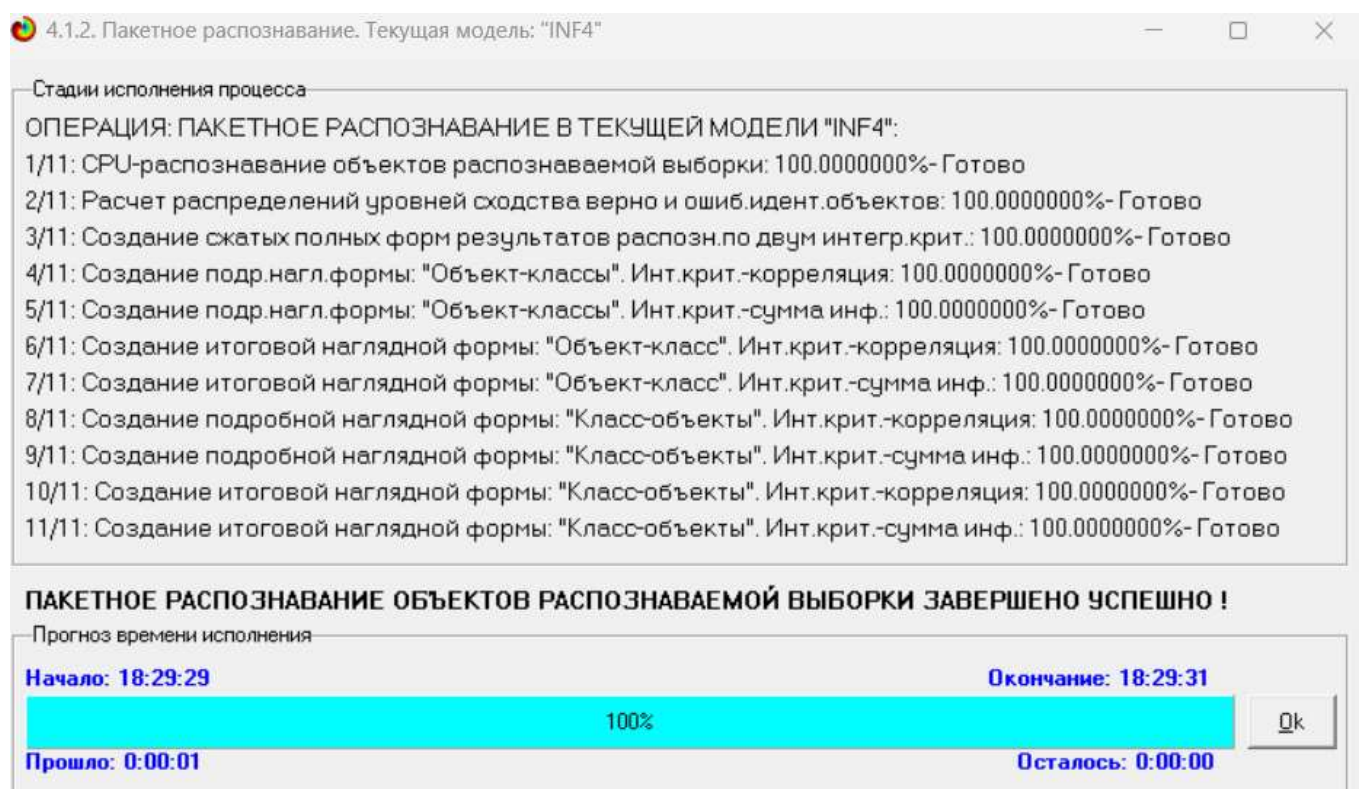 4.1.2. Пакетное распознавание. Текущая модель: "INF4"
Стадии исполнения процесса
ОПЕРАЦИЯ: ПАКЕТНОЕ РАСПОЗНАВАНИЕ В ТЕКУЩЕЙ МОДЕЛИ "INF4":
1/11: CPU-распознавание объектов распознаваемой выборки: 100.0000000%- Готово
2/11: Расчет распределений уровней сходства верно и ошиб.идент.объектов: 100.0000000%- Готово
3/11: Создание сжатых полных форм результатов распозн.по двум интегр.крит.: 100.0000000%- Готово
4/11: Создание подр.нагл.формы: "Объект-классы". Инт.крит.-корреляция: 100.0000000%- Готово
5/11: Создание подр.нагл.формы: "Объект-классы". Инт.крит.-сумма инф.: 100.0000000%- Готово
6/11: Создание итоговой наглядной формы: "Объект-класс". Инт.крит.-корреляция: 100.0000000%- Готово
7/11: Создание итоговой наглядной формы: "Объект-класс". Инт.крит.-сумма инф.: 100.0000000%- Готово
8/11: Создание подробной наглядной формы: "Класс-объекты". Инт.крит.-корреляция: 100.0000000%- Готово
9/11: Создание подробной наглядной формы: "Класс-объекты". Инт.крит.-сумма инф.: 100.0000000%- Готово
10/11: Создание итоговой наглядной формы: "Класс-объекты". Инт.крит.-корреляция: 100.0000000%- Готово
11/11: Создание итоговой наглядной формы: "Класс-объекты". Инт.крит.-сумма инф.: 100.0000000%- Готово
ПАКЕТНОЕ РАСПОЗНАВАНИЕ ОБЪЕКТОВ РАСПОЗНАВАЕМОЙ ВЫБОРКИ ЗАВЕРШЕНО УСПЕШНО !
Прогноз времени исполнения
Начало: 18:29:29 Окончание: 18:29:31
100% Ok
Прошло: 0:00:01 Осталось: 0:00:00